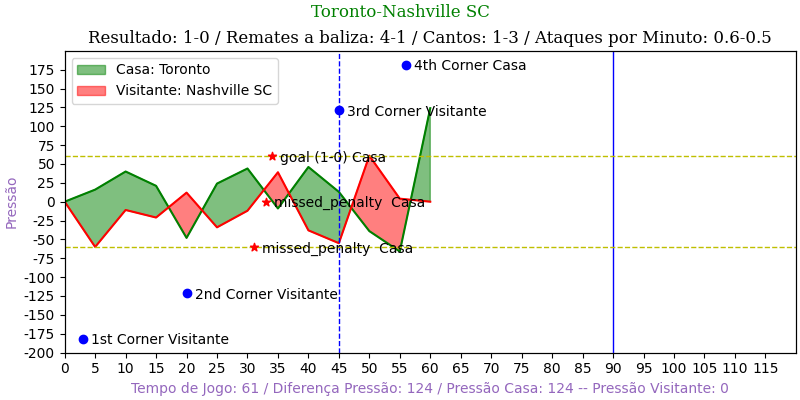 Toronto-Nashville SC
Resultado: 1-0 / Remates a baliza: 4-1 / Cantos: 1-3 / Ataques por Minuto: 0.6-0.5
Casa: Toronto
Visitante: Nashville SC
4th Corner Casa
3rd Corner Visitante
goal (1-0) Casa
missed_penalty  Casa
missed_penalty  Casa
2nd Corner Visitante
1st Corner Visitante
Pressão
175
150
125
100
75
50
25
0
-25
-50
-75
-100
-125
-150
-175
-200
0 5 10 15 20 25 30 35 40 45 50 55 60 65 70 75 80 85 90 95 100 105 110 115
Tempo de Jogo: 61 / Diferença Pressão: 124 / Pressão Casa: 124 -- Pressão Visitante: 0